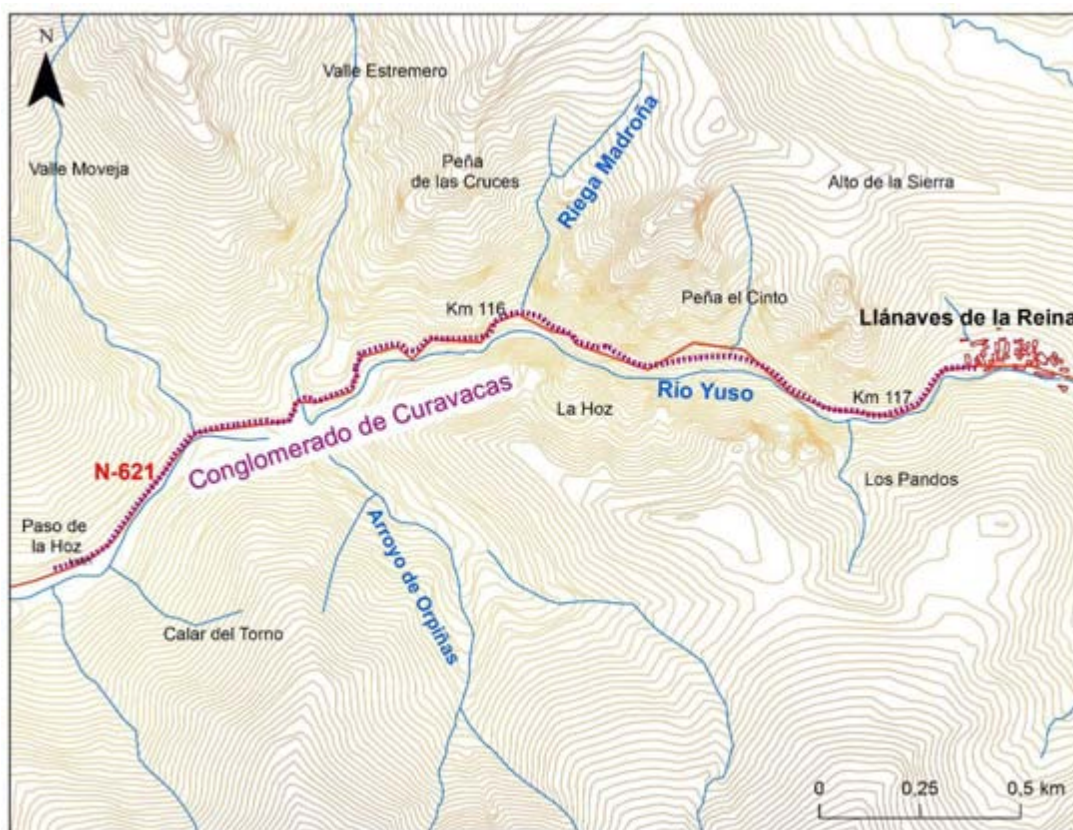 N
Valle Estremero
Valle Moveja
Peña
de las Cruces
Riega Madroña
Alto de la Sierra
Km 116
Peña el Cinto
Llánaves de la Reina
Río Yuso
Km 117
La Hoz
Conglomerado de Curavacas
N-621
Los Pandos
Paso de
la Hoz
Arroyo de Orpiñas
Calar del Torno
0
0,5 km